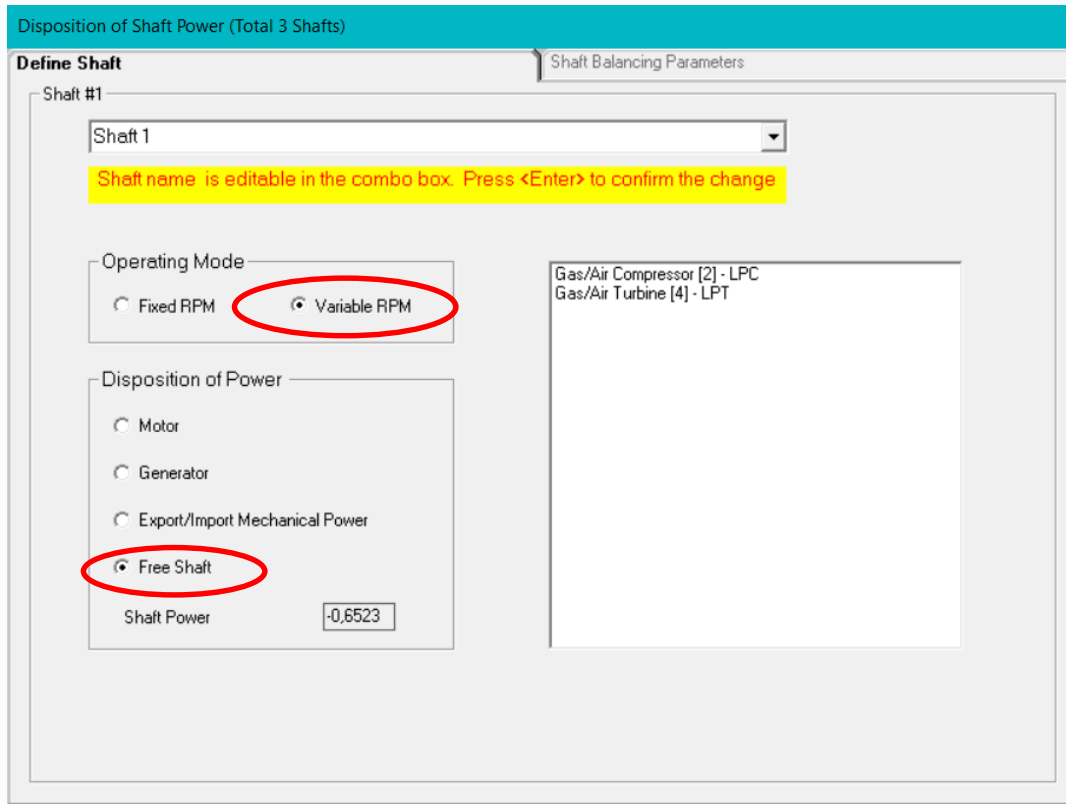 Disposition of Shaft Power (Total 3 Shafts)
Define Shaft
Shaft Balancing Parameters
Shaft #1
Shaft 1
Shaft name is editable in the combo box. Press <Enter> to confirm the change
Operating Mode
Fixed RPM
Variable RPM
Gas/Air Compressor [2] - LPC
Gas/Air Turbine [4] - LPT
Disposition of Power
Motor
Generator
Export/Import Mechanical Power
Free Shaft
Shaft Power
-0,6523